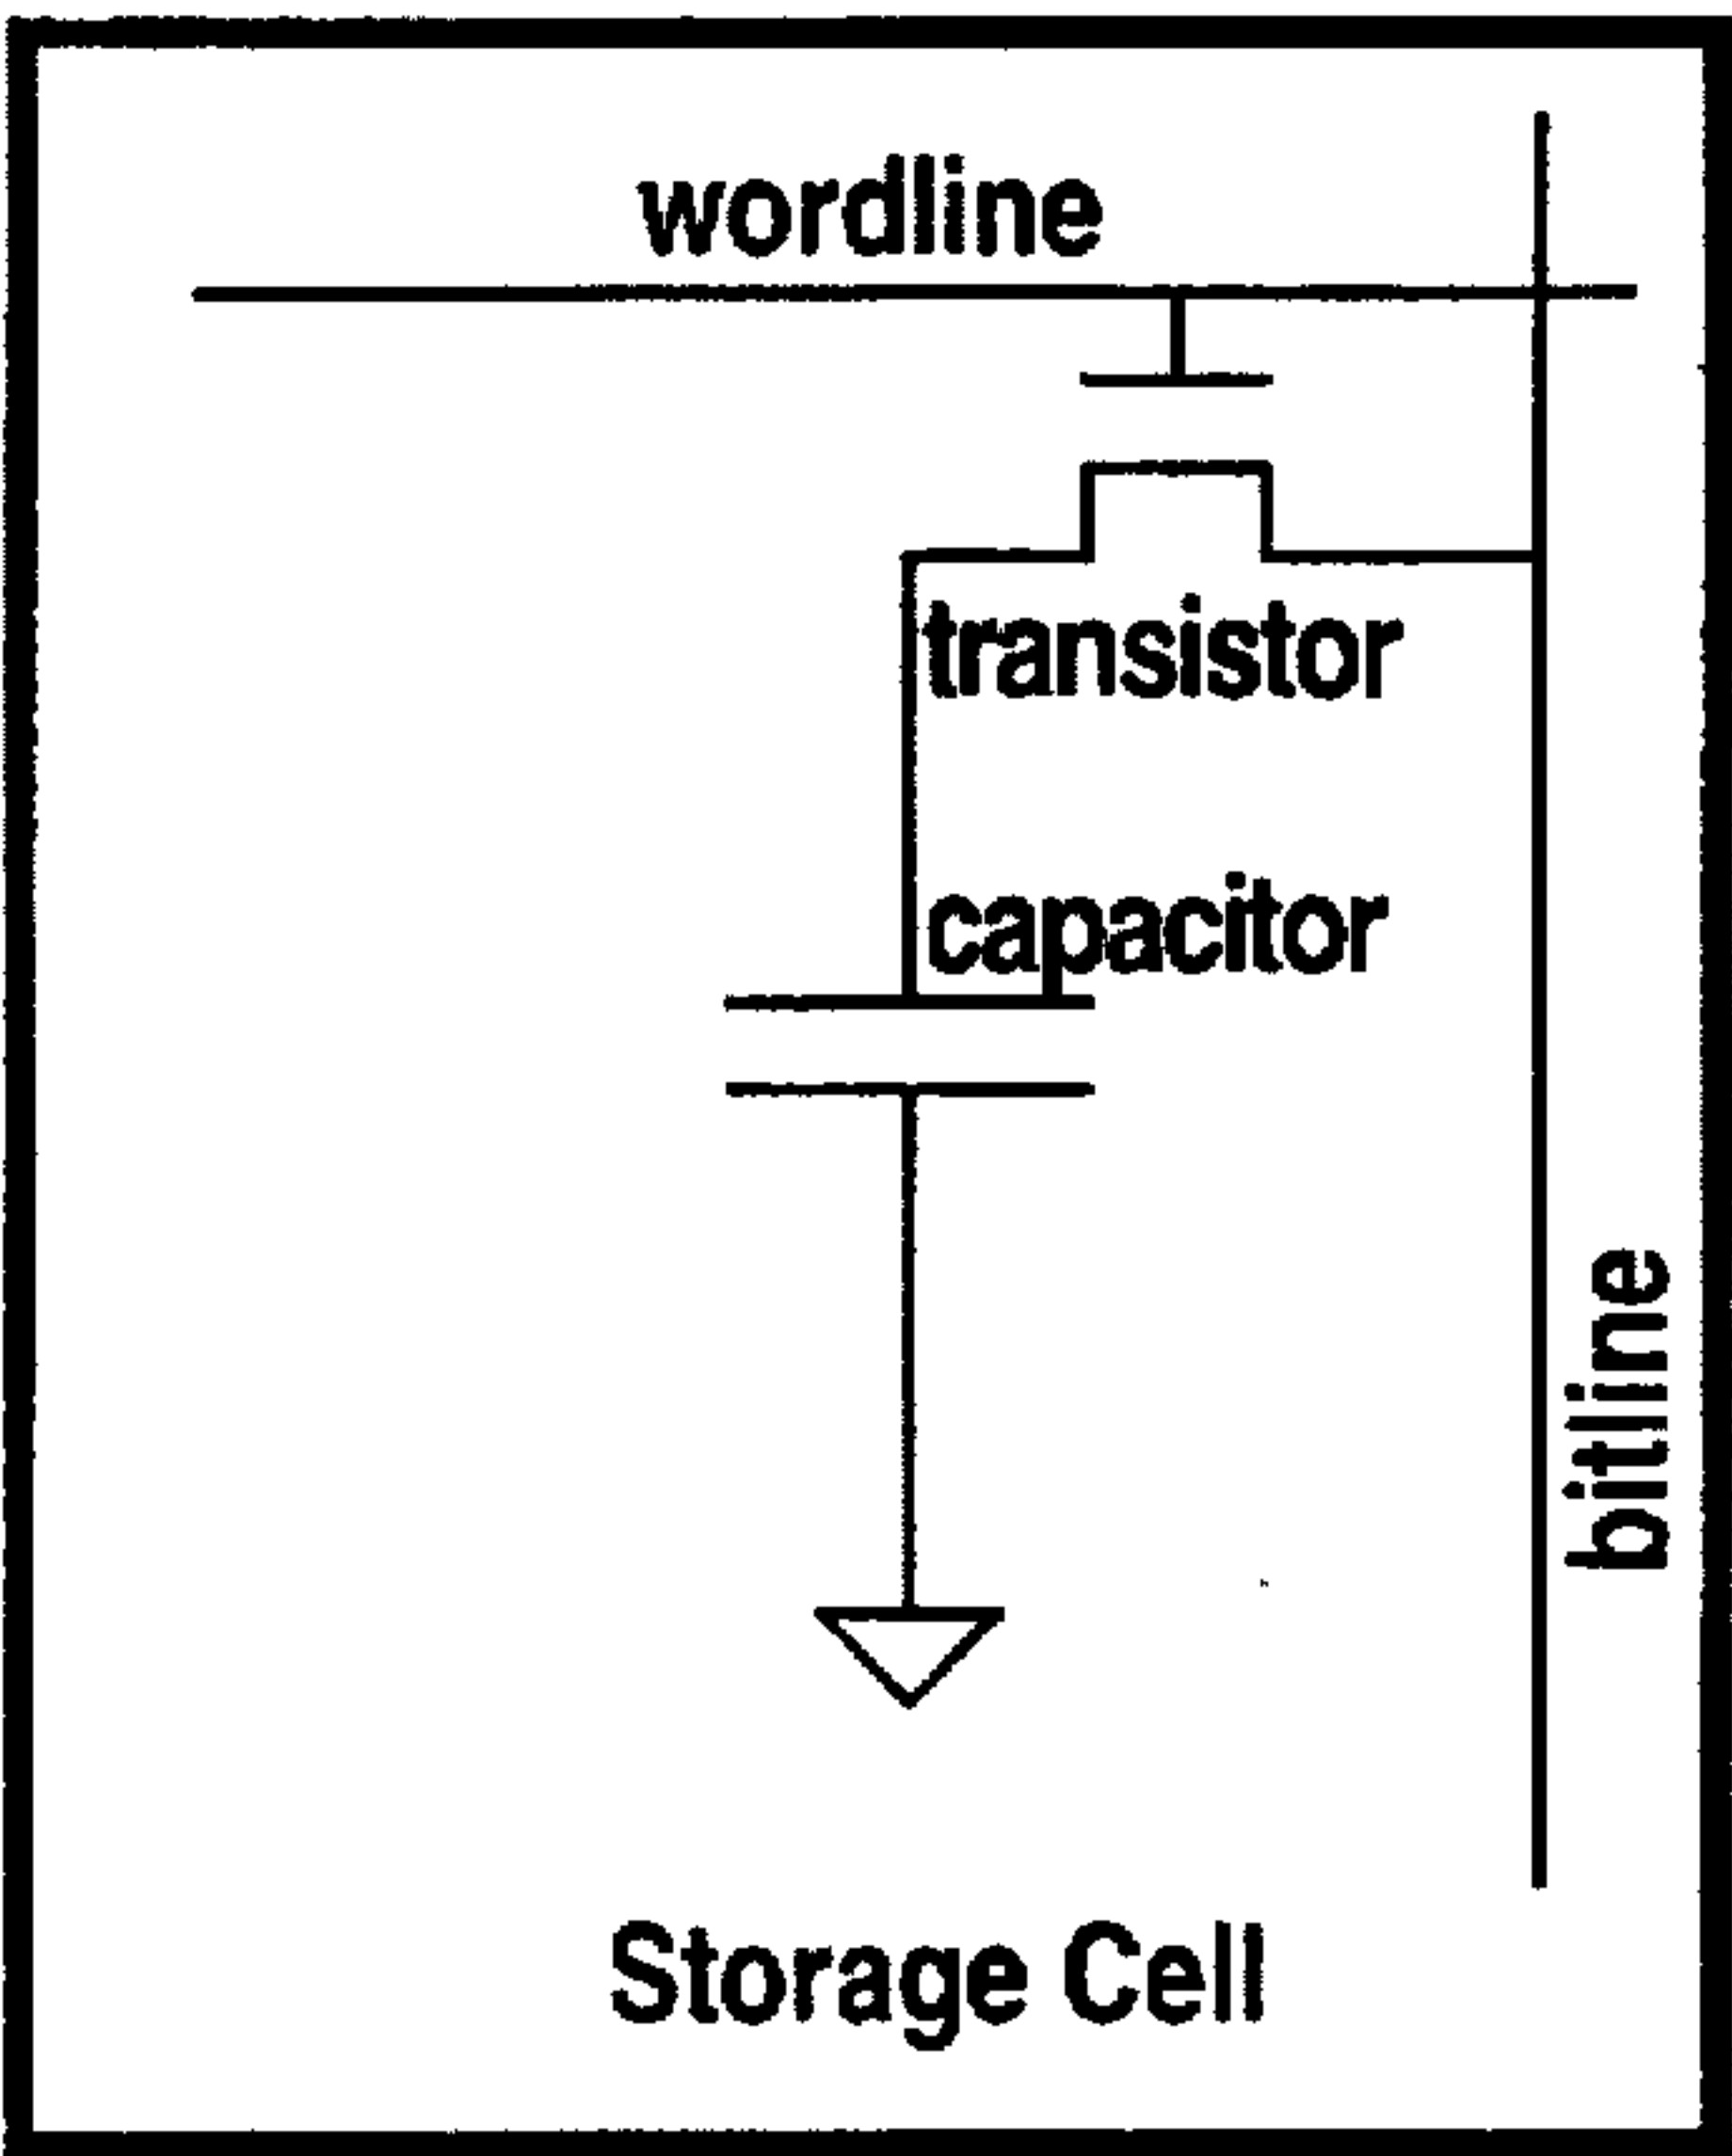 wordline
transistor
capacitor
bitline
Storage Cell